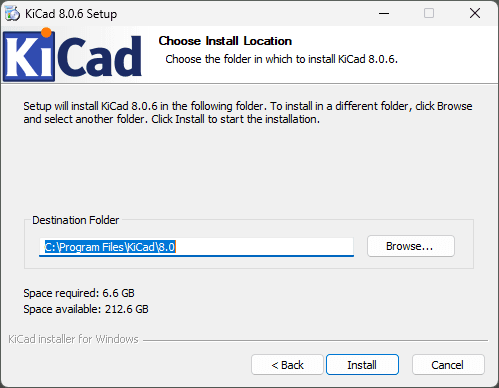 KiCad 8.0.6 Setup
KiCad
Choose Install Location
Choose the folder in which to install KiCad 8.0.6.
Setup will install KiCad 8.0.6 in the following folder. To install in a different folder, click Browse
and select another folder. Click Install to start the installation.
Destination Folder
C:\Program Files\KiCad\8.0
Browse...
Space required: 6.6 GB
Space available: 212.6 GB
KiCad installer for Windows
< Back
Install
Cancel